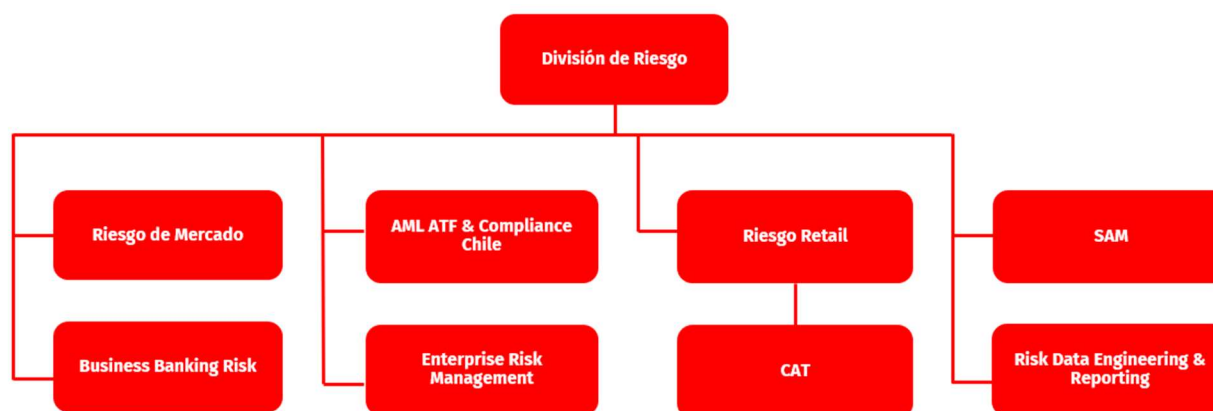 División de Riesgo
Riesgo de Mercado
AML ATF & Compliance
Chile
Riesgo Retail
SAM
Business Banking Risk
Enterprise Risk
Management
CAT
Risk Data Engineering &
Reporting